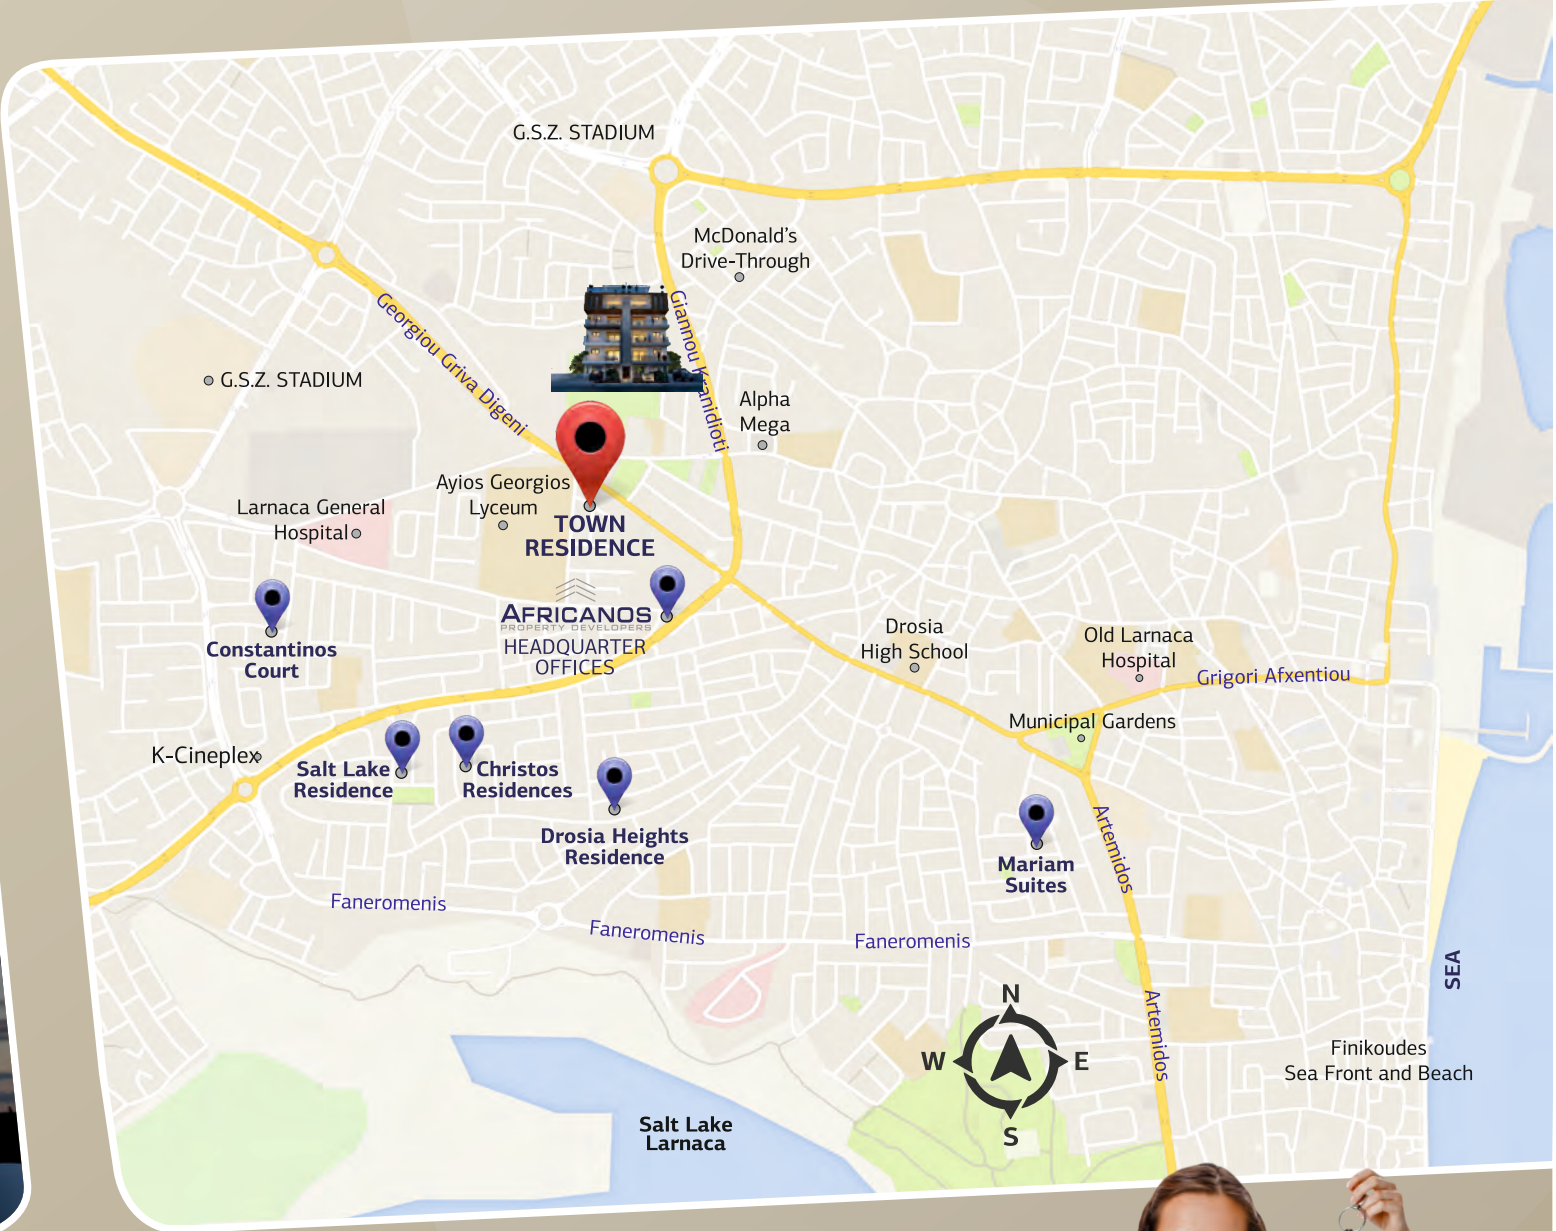 G.S.Z. STADIUM
McDonald's
Drive-Through
Georgiou Griva Digeni
Giannou Kranidioti
G.S.Z. STADIUM
Alpha
Mega
Ayios Georgios
Lyceum
Larnaca General
Hospital
TOWN
RESIDENCE
AFRICANOS
PROPERTY DEVELOPERS
HEADQUARTER
OFFICES
Constantinos
Court
Drosia
High School
Old Larnaca
Hospital
Grigori Afxentiou
Municipal Gardens
K-Cineplex
Salt Lake
Residence
Christos
Residences
Drosia Heights
Residence
Mariam
Suites
Artemidos
Faneromenis
Faneromenis
Faneromenis
SEA
Artemidos
N
W
E
S
Finikoudes
Sea Front and Beach
Salt Lake
Larnaca